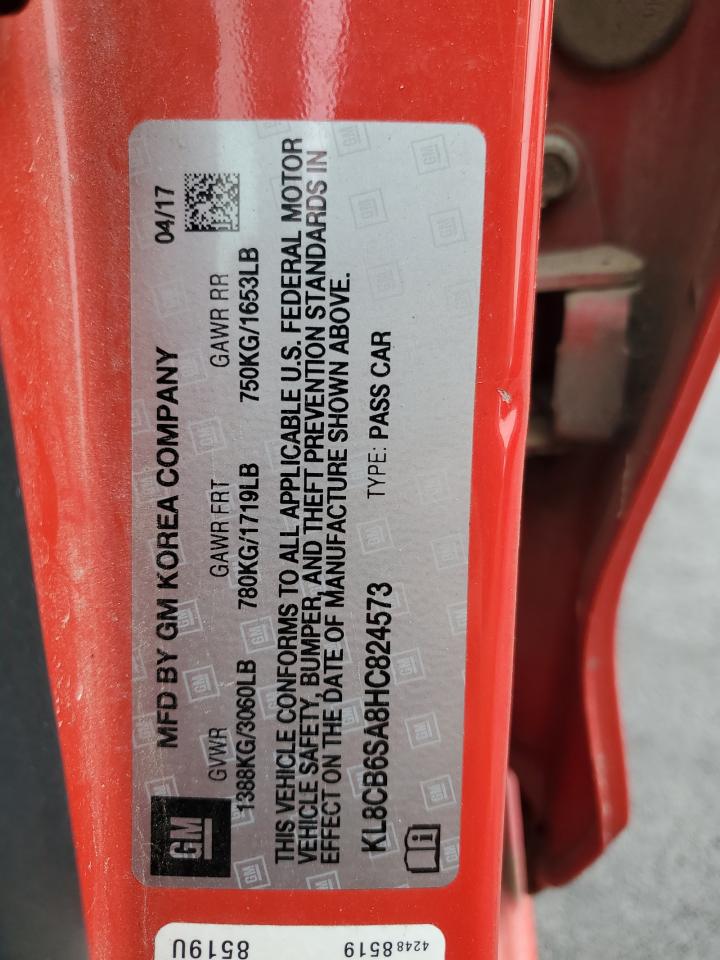 GM
MFD BY GM KOREA COMPANY 04/17
GVWR GAWR FRT GAWR RR
1388KG/3060LB 780KG/1719LB 750KG/1653LB
THIS VEHICLE CONFORMS TO ALL APPLICABLE U.S. FEDERAL MOTOR
VEHICLE SAFETY, BUMPER, AND THEFT PREVENTION STANDARDS IN
EFFECT ON THE DATE OF MANUFACTURE SHOWN ABOVE.
KL8CB6SA8HC824573 TYPE: PASS CAR
4248 8519
8519U